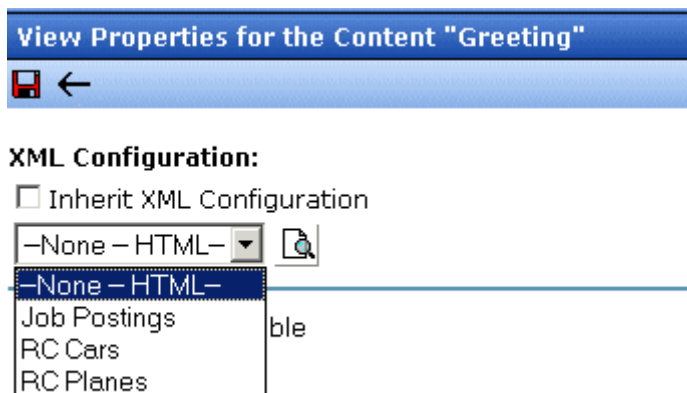 View Properties for the Content "Greeting"
XML Configuration:
Inherit XML Configuration
–None – HTML–
–None – HTML–
Job Postings
ble
RC Cars
RC Planes